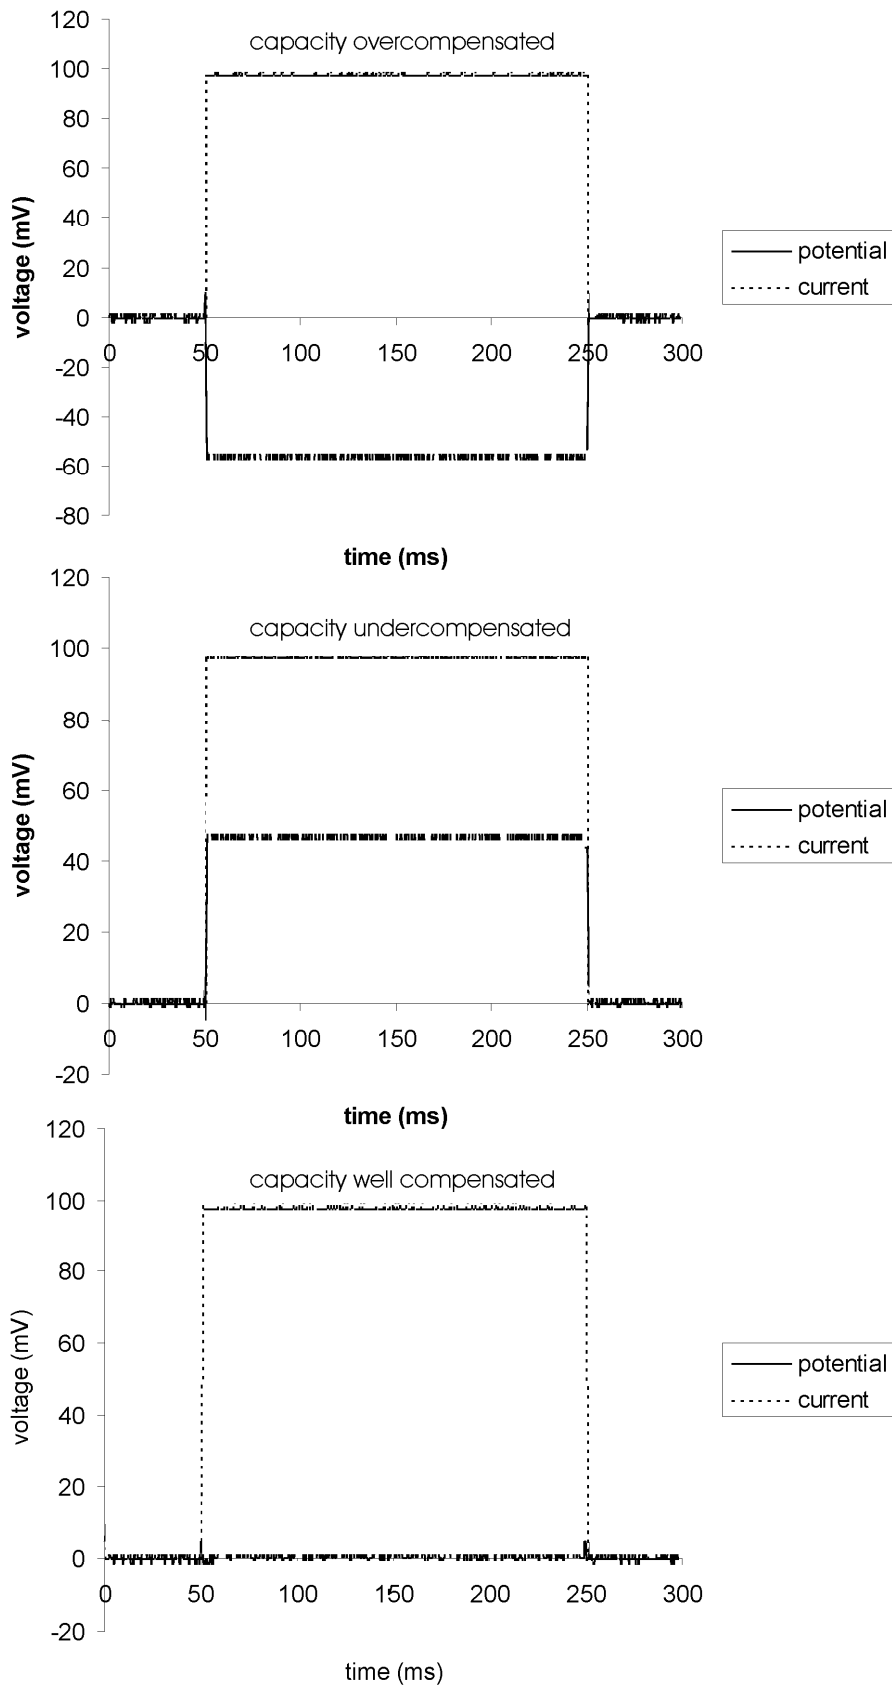 120
capacity overcompensated
100
80
60
40
20
0
-20
-40
-60
-80
0 50 100 150 200 250 300
voltage (mV)
time (ms)
potential
current
120
capacity undercompensated
100
80
60
40
20
0
-20
0 50 100 150 200 250 300
voltage (mV)
time (ms)
potential
current
120
capacity well compensated
100
80
60
40
20
0
-20
0 50 100 150 200 250 300
voltage (mV)
time (ms)
potential
current